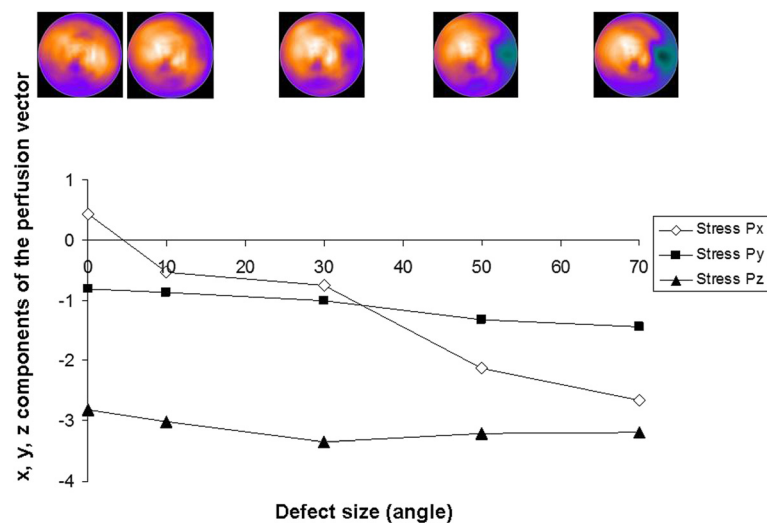 x, y, z components of the perfusion vector
1
0
-1
-2
-3
-4
0 10 20 30 40 50 60 70
Defect size (angle)
Stress Px
Stress Py
Stress Pz